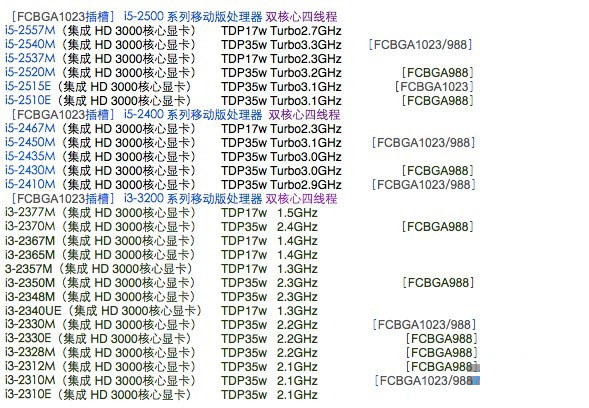 [FCBGA1023插槽] i5-2500 系列移动版处理器 双核心四线程
i5-2557M（集成 HD 3000核心显卡） TDP17w Turbo2.7GHz
i5-2540M（集成 HD 3000核心显卡） TDP35w Turbo3.3GHz [FCBGA1023/988]
i5-2537M（集成 HD 3000核心显卡） TDP17w Turbo2.3GHz
i5-2520M（集成 HD 3000核心显卡） TDP35w Turbo3.2GHz [FCBGA988]
i5-2515E（集成 HD 3000核心显卡） TDP35w Turbo3.1GHz [FCBGA1023]
i5-2510E（集成 HD 3000核心显卡） TDP35w Turbo3.1GHz [FCBGA988]
[FCBGA1023插槽] i5-2400 系列移动版处理器 双核心四线程
i5-2467M（集成 HD 3000核心显卡） TDP17w Turbo2.3GHz
i5-2450M（集成 HD 3000核心显卡） TDP35w Turbo3.1GHz [FCBGA1023/988]
i5-2435M（集成 HD 3000核心显卡） TDP35w Turbo3.0GHz
i5-2430M（集成 HD 3000核心显卡） TDP35w Turbo3.0GHz [FCBGA988]
i5-2410M（集成 HD 3000核心显卡） TDP35w Turbo2.9GHz [FCBGA1023/988]
[FCBGA1023插槽] i3-3200 系列移动版处理器 双核心四线程
i3-2377M（集成 HD 3000核心显卡） TDP17w 1.5GHz
i3-2370M（集成 HD 3000核心显卡） TDP35w 2.4GHz [FCBGA988]
i3-2367M（集成 HD 3000核心显卡） TDP17w 1.4GHz
i3-2365M（集成 HD 3000核心显卡） TDP17w 1.4GHz
i3-2357M（集成 HD 3000核心显卡） TDP17w 1.3GHz
i3-2350M（集成 HD 3000核心显卡） TDP35w 2.3GHz [FCBGA988]
i3-2348M（集成 HD 3000核心显卡） TDP35w 2.3GHz
i3-2340UE（集成 HD 3000核心显卡） TDP17w 1.3GHz
i3-2330M（集成 HD 3000核心显卡） TDP35w 2.2GHz [FCBGA1023/988]
i3-2330E（集成 HD 3000核心显卡） TDP35w 2.2GHz [FCBGA988]
i3-2328M（集成 HD 3000核心显卡） TDP35w 2.2GHz [FCBGA988]
i3-2312M（集成 HD 3000核心显卡） TDP35w 2.1GHz [FCBGA988]
i3-2310M（集成 HD 3000核心显卡） TDP35w 2.1GHz [FCBGA1023/988
i3-2310E（集成 HD 3000核心显卡） TDP35w 2.1GHz